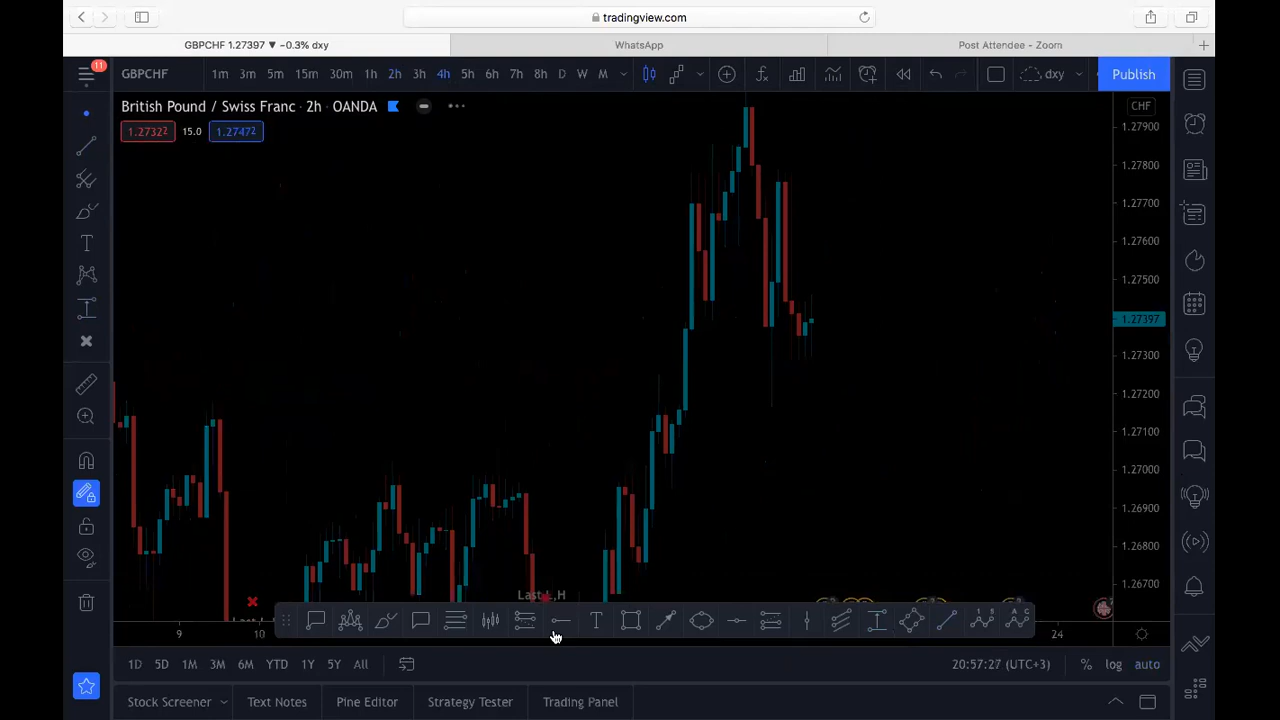 tradingview.com
GBPCHF 1.27397 ▼ −0.3% dxy
WhatsApp
Post Attendee - Zoom
11
GBPCHF 1m 3m 5m 15m 30m 1h 2h 3h 4h 5h 6h 7h 8h D W M dxy Publish
British Pound / Swiss Franc · 2h · OANDA
CHF
1.27322 15.0 1.27472
1.27900
1.27800
1.27700
1.27600
1.27500
1.27397
1.27300
1.27200
1.27100
1.27000
1.26900
1.26800
1.26700
Last L,H
9 10 24
1D 5D 1M 3M 6M YTD 1Y 5Y All
20:57:27 (UTC+3) % log auto
Stock Screener Text Notes Pine Editor Strategy Tester Trading Panel